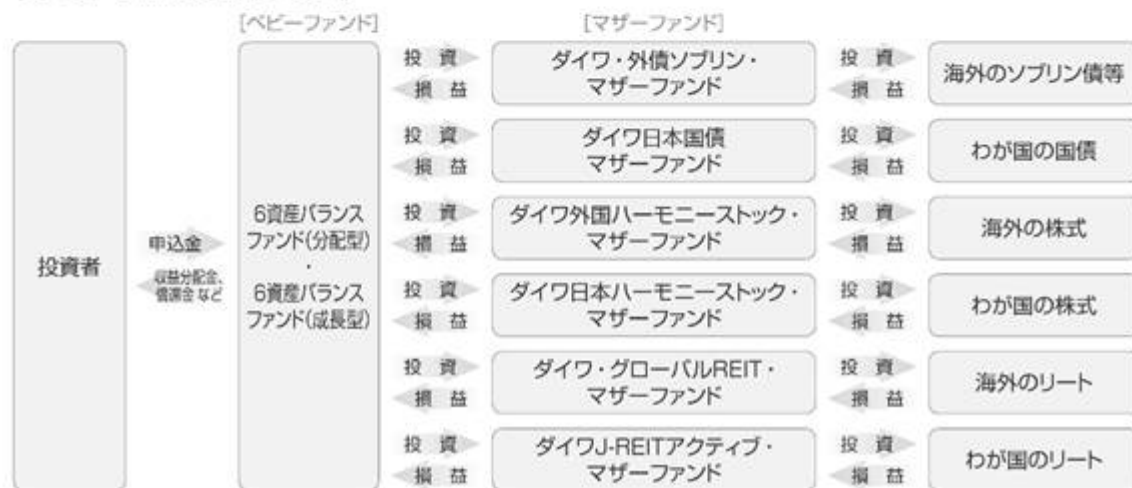 [ベビーファンド]
[マザーファンド]
投資者
申込金
収益分配金、
償還金 など
6資産バランス
ファンド(分配型)
・
6資産バランス
ファンド(成長型)
投 資
損 益
ダイワ・外債ソブリン・
マザーファンド
投 資
損 益
海外のソブリン債等
投 資
損 益
ダイワ日本国債
マザーファンド
投 資
損 益
わが国の国債
投 資
損 益
ダイワ外国ハーモニーストック・
マザーファンド
投 資
損 益
海外の株式
投 資
損 益
ダイワ日本ハーモニーストック・
マザーファンド
投 資
損 益
わが国の株式
投 資
損 益
ダイワ・グローバルREIT・
マザーファンド
投 資
損 益
海外のリート
投 資
損 益
ダイワJ-REITアクティブ・
マザーファンド
投 資
損 益
わが国のリート